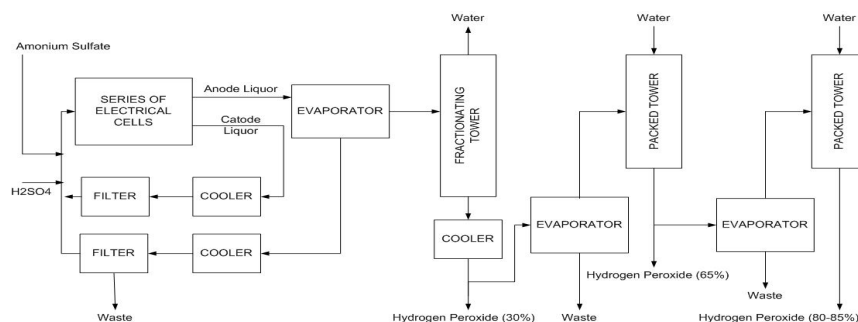 Amonium Sulfate
H2SO4
SERIES OF
ELECTRICAL
CELLS
Anode Liquor
Catode
Liquor
FILTER
COOLER
FILTER
COOLER
Waste
EVAPORATOR
Water
FRACTIONATING
TOWER
COOLER
Hydrogen Peroxide (30%)
EVAPORATOR
Waste
Water
PACKED TOWER
Hydrogen Peroxide (65%)
EVAPORATOR
Waste
Water
PACKED TOWER
Hydrogen Peroxide (80-85%)